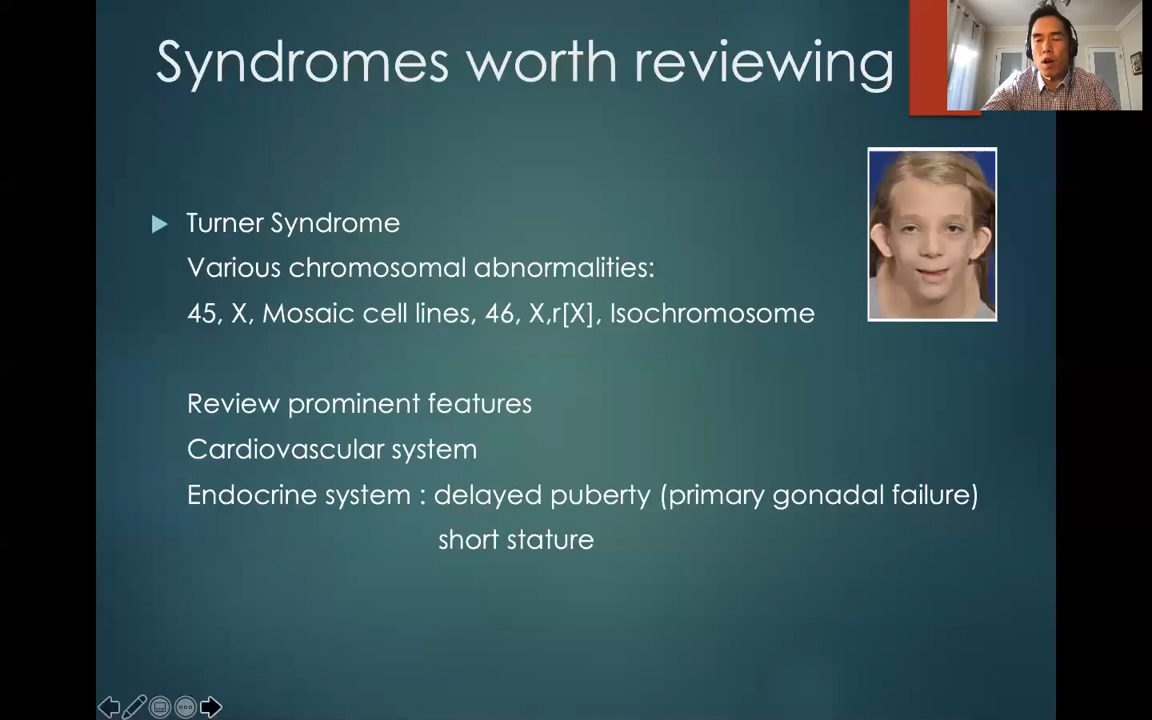 Syndromes worth reviewing
Turner Syndrome
Various chromosomal abnormalities:
45, X, Mosaic cell lines, 46, X,r[X], Isochromosome
Review prominent features
Cardiovascular system
Endocrine system : delayed puberty (primary gonadal failure)
short stature